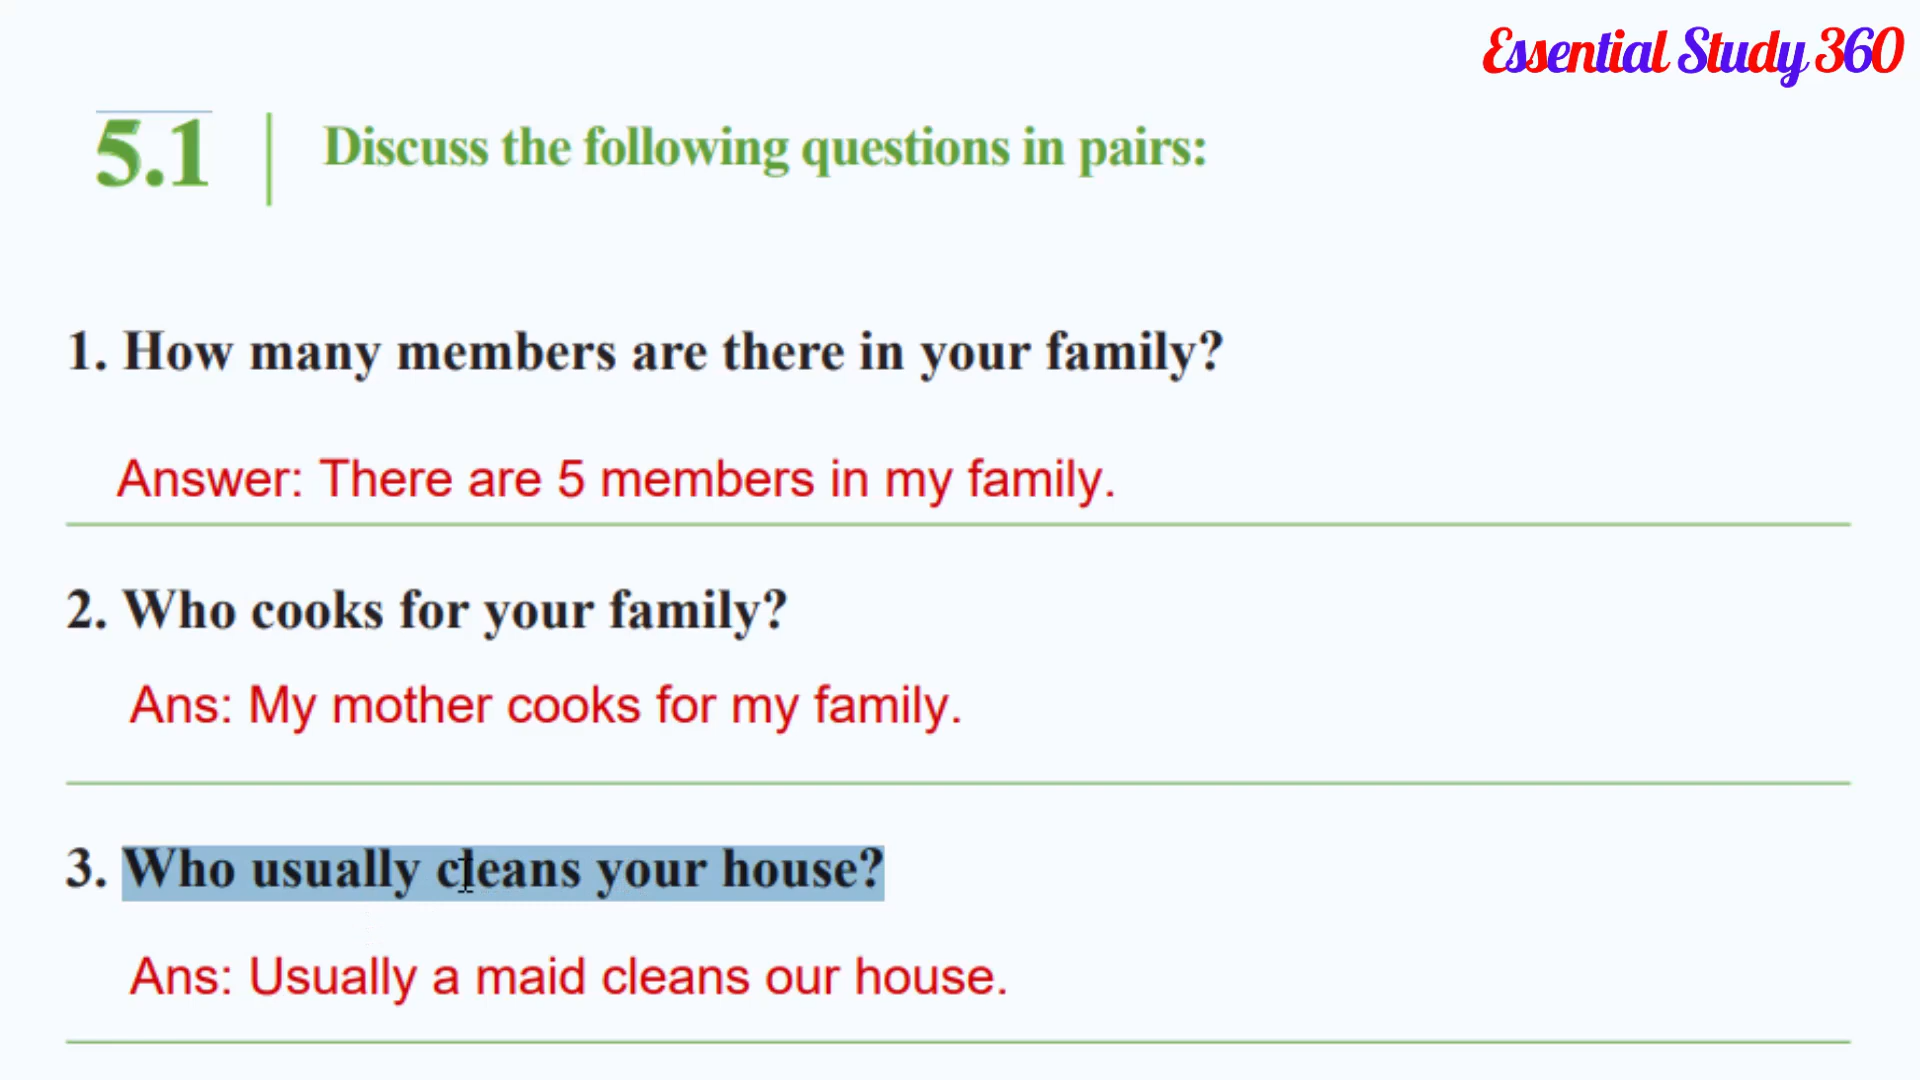 Essential Study 360
5.1 Discuss the following questions in pairs:
1. How many members are there in your family?
Answer: There are 5 members in my family.
2. Who cooks for your family?
Ans: My mother cooks for my family.
3. Who usually cleans your house?
Ans: Usually a maid cleans our house.